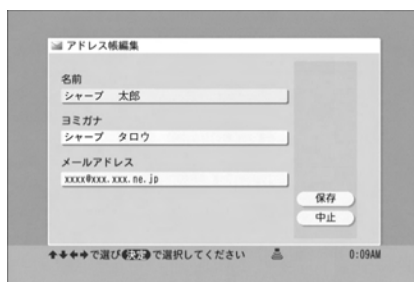 アドレス帳編集
名前
シャープ 太郎
ヨミガナ
シャープ タロウ
メールアドレス
xxxx@xxx.xxx.ne.jp
保存
中止
↑↓←→で選び決定で選択してください 0:09AM